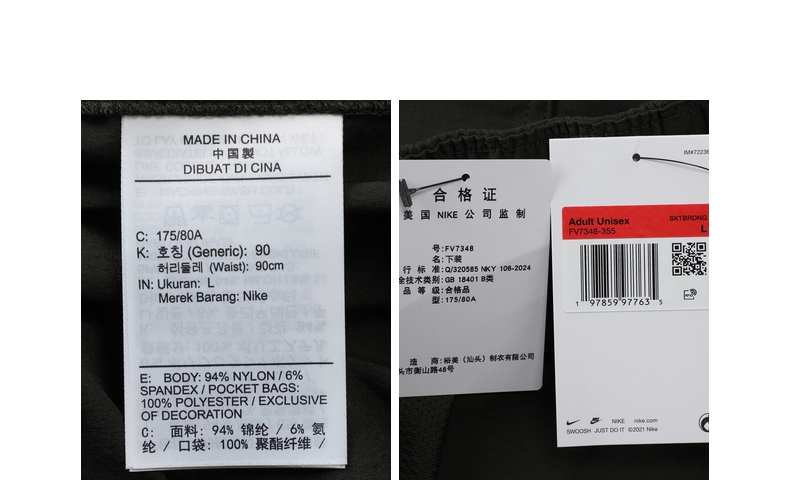 MADE IN CHINA
中国製
DIBUAT DI CINA
C: 175/80A
K: 호칭 (Generic): 90
허리둘레 (Waist): 90cm
IN: Ukuran: L
Merek Barang: Nike
E: BODY: 94% NYLON / 6%
SPANDEX / POCKET BAGS:
100% POLYESTER / EXCLUSIVE
OF DECORATION
C: 面料: 94% 锦纶 / 6% 氨
纶 / 口袋: 100% 聚酯纤维 /
合格证
美国 NIKE 公司监制
号:FV7348
名:下装
行标准:Q/320585 NKY 106-2024
全技术类别:GB 18401 B类
品等级:合格品
型:175/80A
造商:裕美(汕头)制衣有限公司
头市衡山路48号
IM#72236
Adult Unisex
SKTBRDNG
FV7348-355
L
1 97859 97763 5
NIKE nike.com
SWOOSH JUST DO IT ©2021 Nike